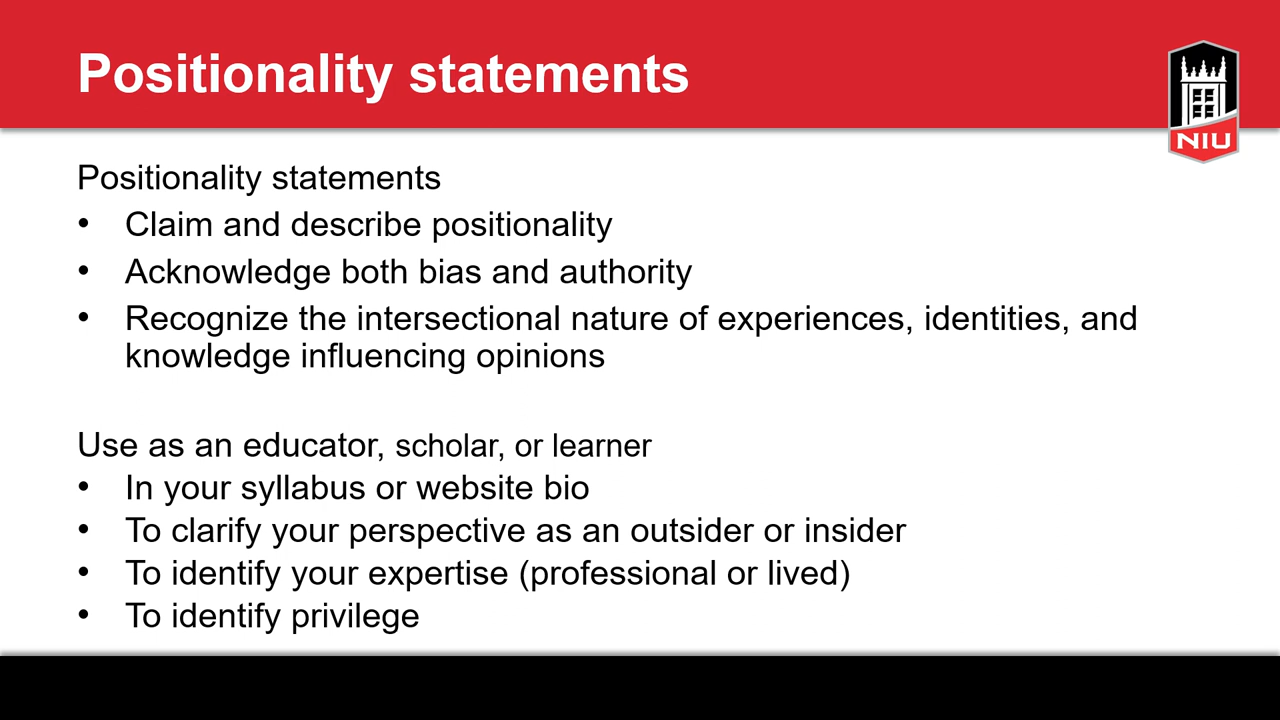 Positionality statements
NIU
Positionality statements
• Claim and describe positionality
• Acknowledge both bias and authority
• Recognize the intersectional nature of experiences, identities, and
knowledge influencing opinions
Use as an educator, scholar, or learner
• In your syllabus or website bio
• To clarify your perspective as an outsider or insider
• To identify your expertise (professional or lived)
• To identify privilege